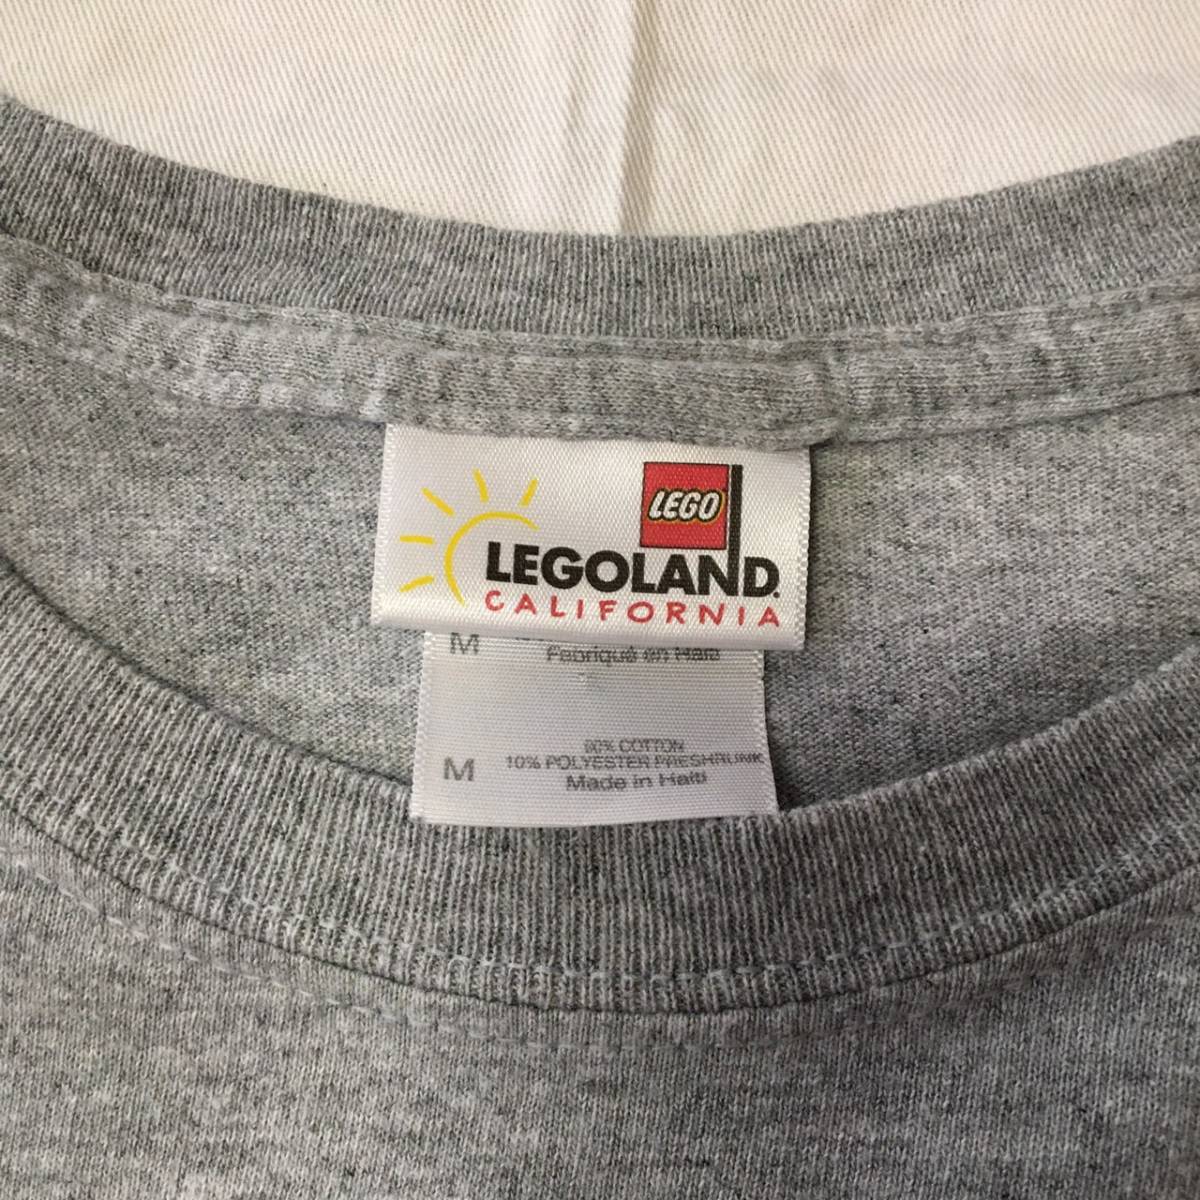 LEGO
LEGOLAND
CALIFORNIA
M
Fabriqué en Haïti
90% COTTON
10% POLYESTER PRESHRUNK
M
Made in Haiti